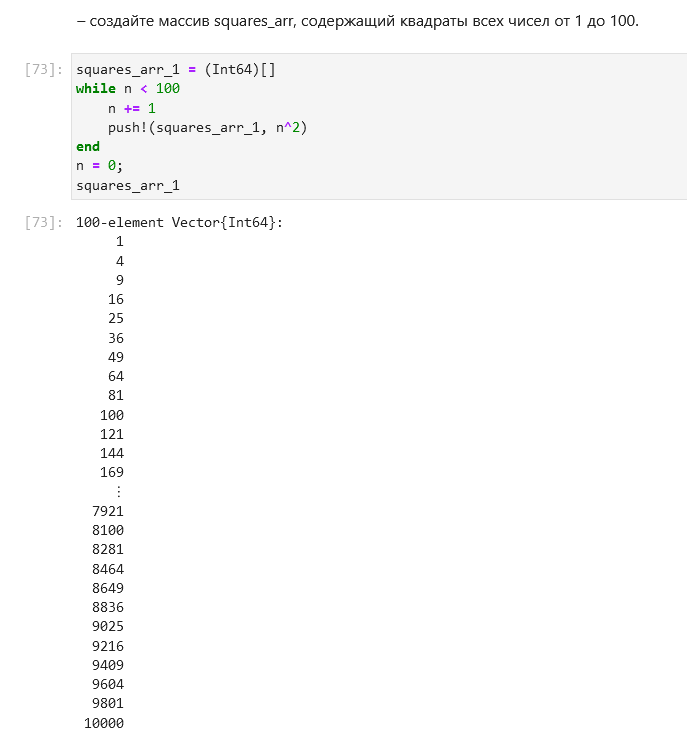 – создайте массив squares_arr, содержащий квадраты всех чисел от 1 до 100.
[73]: squares_arr_1 = (Int64)[]
while n < 100
    n += 1
    push!(squares_arr_1, n^2)
end
n = 0;
squares_arr_1
[73]: 100-element Vector{Int64}:
     1
     4
     9
    16
    25
    36
    49
    64
    81
   100
   121
   144
   169
     ⋮
  7921
  8100
  8281
  8464
  8649
  8836
  9025
  9216
  9409
  9604
  9801
 10000